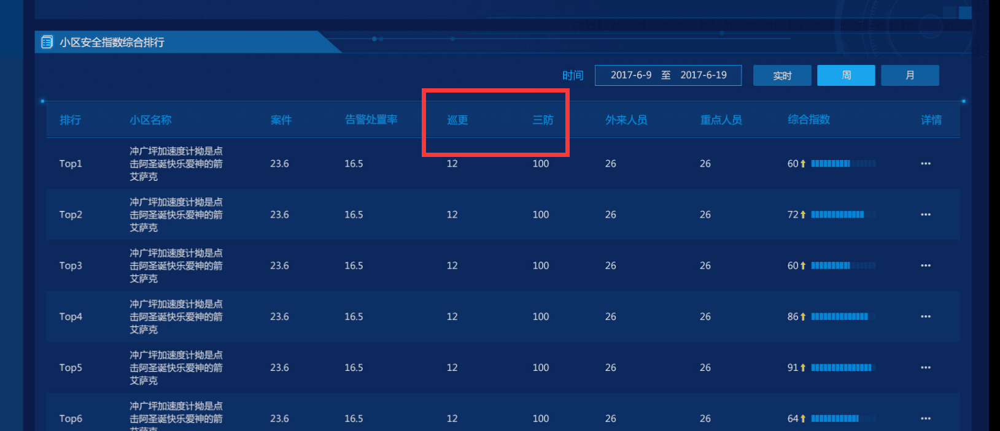 小区安全指数综合排行
时间 2017-6-9 至 2017-6-19 实时 周 月
排行 小区名称 案件 告警处置率 巡更 三防 外来人员 重点人员 综合指数 详情
冲广坪加速度计拗是点
Top1 击阿圣诞快乐爱神的箭 23.6 16.5 12 100 26 26 60 ···
艾萨克
冲广坪加速度计拗是点
Top2 击阿圣诞快乐爱神的箭 23.6 16.5 12 100 26 26 72 ···
艾萨克
冲广坪加速度计拗是点
Top3 击阿圣诞快乐爱神的箭 23.6 16.5 12 100 26 26 60 ···
艾萨克
冲广坪加速度计拗是点
Top4 击阿圣诞快乐爱神的箭 23.6 16.5 12 100 26 26 86 ···
艾萨克
冲广坪加速度计拗是点
Top5 击阿圣诞快乐爱神的箭 23.6 16.5 12 100 26 26 91 ···
艾萨克
冲广坪加速度计拗是点
Top6 击阿圣诞快乐爱神的箭 23.6 16.5 12 100 26 26 64 ···